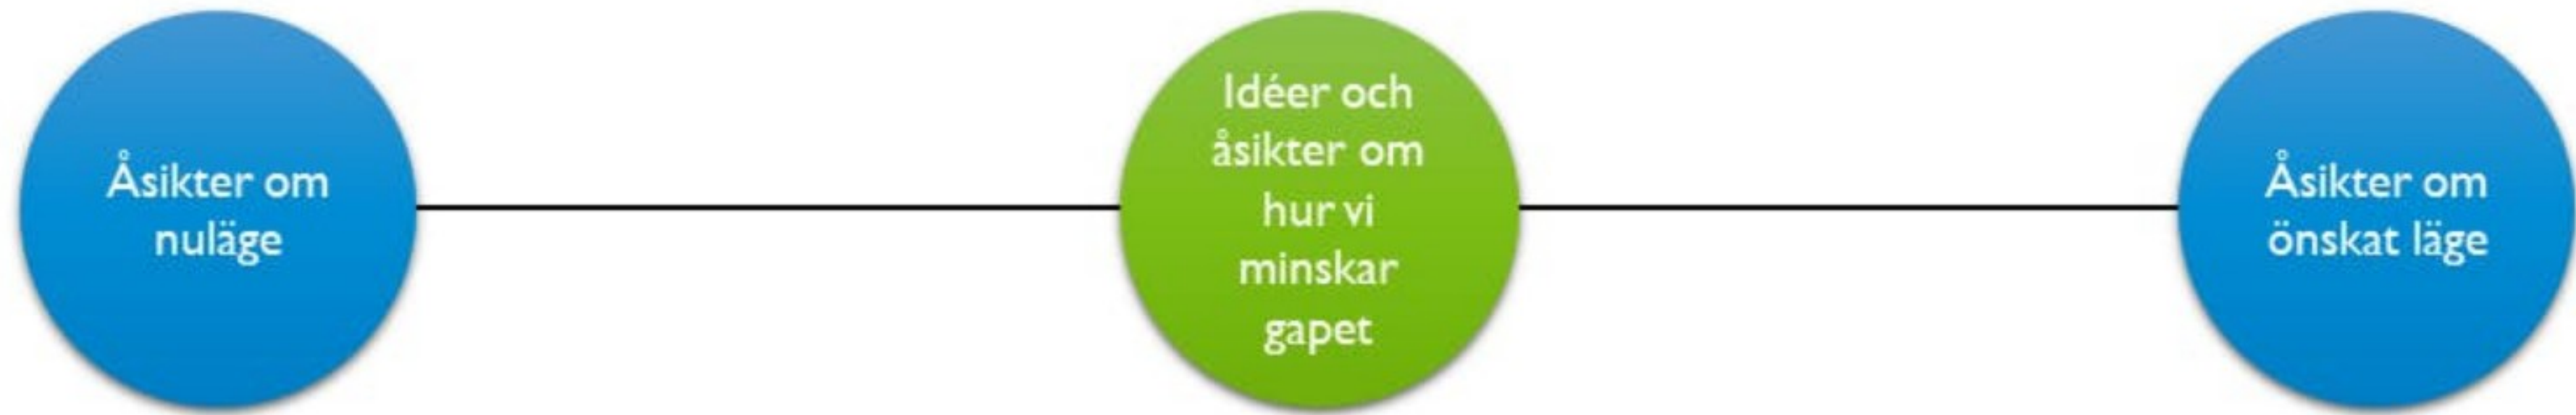 Åsikter om
nuläge
Idéer och
åsikter om
hur vi
minskar
gapet
Åsikter om
önskat läge